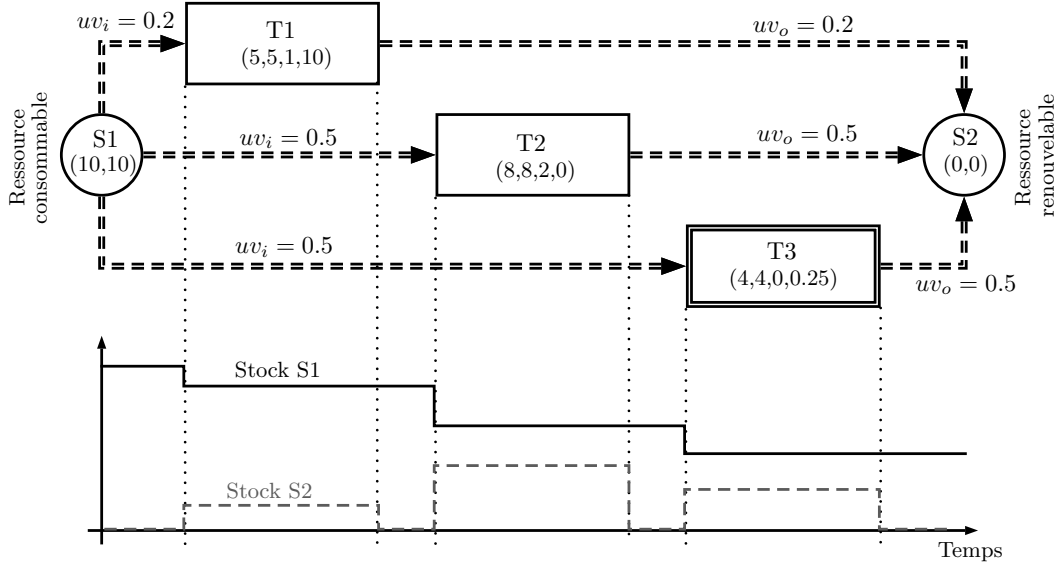 uv_i = 0.2
T1
(5,5,1,10)
uv_o = 0.2
Ressource
consommable
S1
(10,10)
uv_i = 0.5
T2
(8,8,2,0)
uv_o = 0.5
S2
(0,0)
Ressource
renouvelable
uv_i = 0.5
T3
(4,4,0,0.25)
uv_o = 0.5
Stock S1
Stock S2
Temps